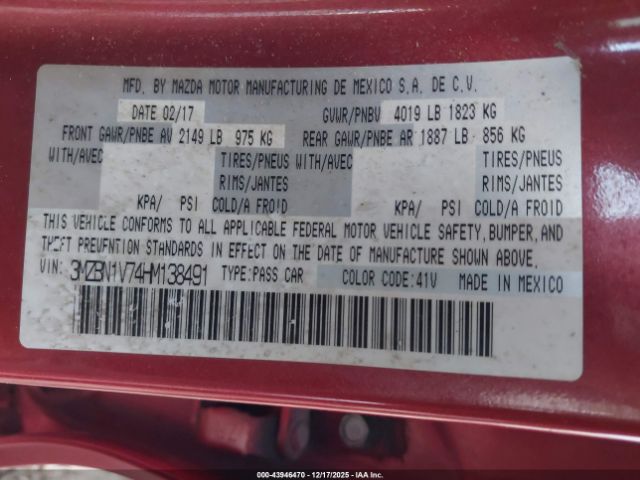 MFD. BY MAZDA MOTOR MANUFACTURING DE MEXICO S.A. DE C.V.
DATE 02/17 GVWR/PNBV 4019 LB 1823 KG
FRONT GAWR/PNBE AV 2149 LB 975 KG REAR GAWR/PNBE AR 1887 LB 856 KG
WITH/AVEC TIRES/PNEUS WITH/AVEC TIRES/PNEUS
RIMS/JANTES RIMS/JANTES
KPA/ PSI COLD/A FROID KPA/ PSI COLD/A FROID
THIS VEHICLE CONFORMS TO ALL APPLICABLE FEDERAL MOTOR VEHICLE SAFETY, BUMPER, AND
THEFT PREVENTION STANDARDS IN EFFECT ON THE DATE OF MANUFACTURE SHOWN ABOVE.
VIN: 3MZBN1V74HM138491 TYPE:PASS CAR COLOR CODE:41V MADE IN MEXICO
000-43946470 - 12/17/2025 - IAA Inc.